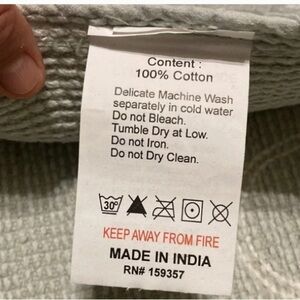 Content :
100% Cotton
Delicate Machine Wash
separately in cold water
Do not Bleach.
Tumble Dry at Low.
Do not Iron.
Do not Dry Clean.
30°
KEEP AWAY FROM FIRE
MADE IN INDIA
RN# 159357